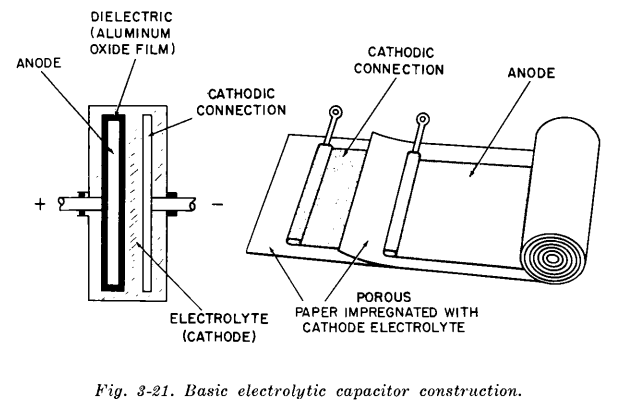 DIELECTRIC
(ALUMINUM
OXIDE FILM)
ANODE
CATHODIC
CONNECTION
+
−
ELECTROLYTE
(CATHODE)
CATHODIC
CONNECTION
ANODE
POROUS
PAPER IMPREGNATED WITH
CATHODE ELECTROLYTE
Fig. 3-21. Basic electrolytic capacitor construction.